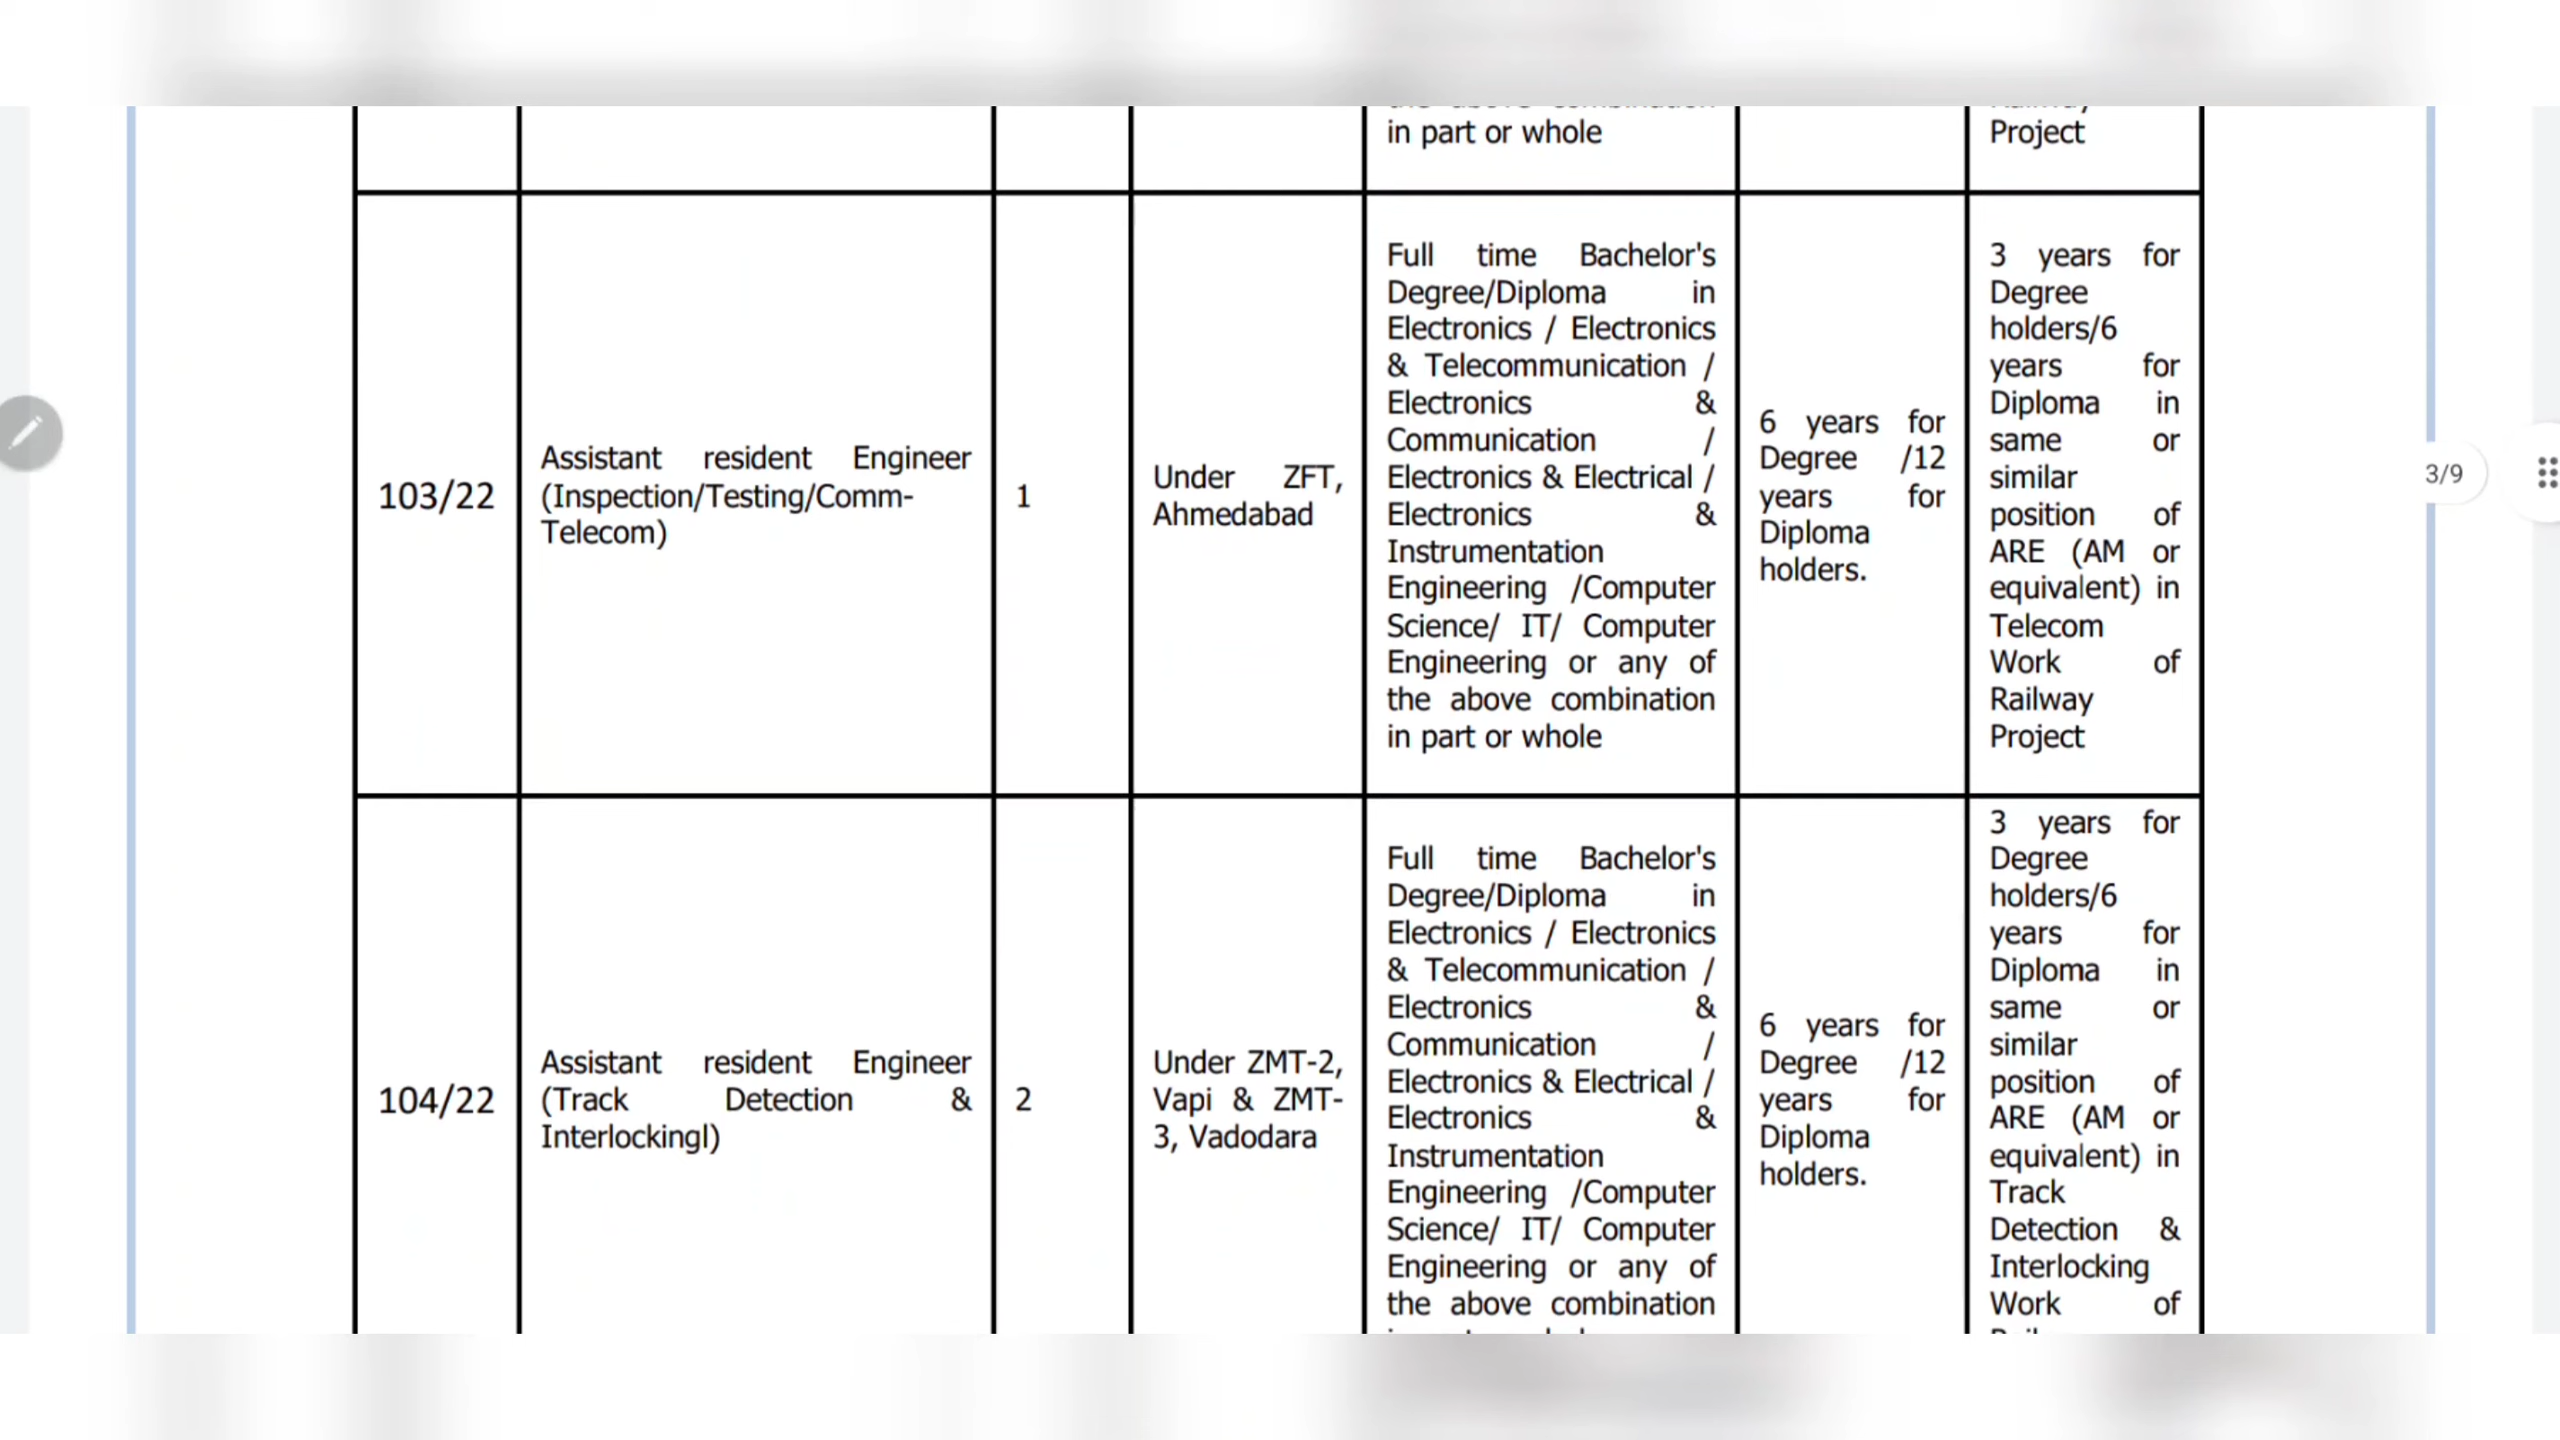 in part or whole
Project
103/22
Assistant resident Engineer
(Inspection/Testing/Comm-
Telecom)
1
Under ZFT,
Ahmedabad
Full time Bachelor's
Degree/Diploma in
Electronics / Electronics
& Telecommunication /
Electronics &
Communication /
Electronics & Electrical /
Electronics &
Instrumentation
Engineering /Computer
Science/ IT/ Computer
Engineering or any of
the above combination
in part or whole
6 years for
Degree /12
years for
Diploma
holders.
3 years for
Degree
holders/6
years for
Diploma in
same or
similar
position of
ARE (AM or
equivalent) in
Telecom
Work of
Railway
Project
3/9
104/22
Assistant resident Engineer
(Track Detection &
Interlockingl)
2
Under ZMT-2,
Vapi & ZMT-
3, Vadodara
Full time Bachelor's
Degree/Diploma in
Electronics / Electronics
& Telecommunication /
Electronics &
Communication /
Electronics & Electrical /
Electronics &
Instrumentation
Engineering /Computer
Science/ IT/ Computer
Engineering or any of
the above combination
6 years for
Degree /12
years for
Diploma
holders.
3 years for
Degree
holders/6
years for
Diploma in
same or
similar
position of
ARE (AM or
equivalent) in
Track
Detection &
Interlocking
Work of